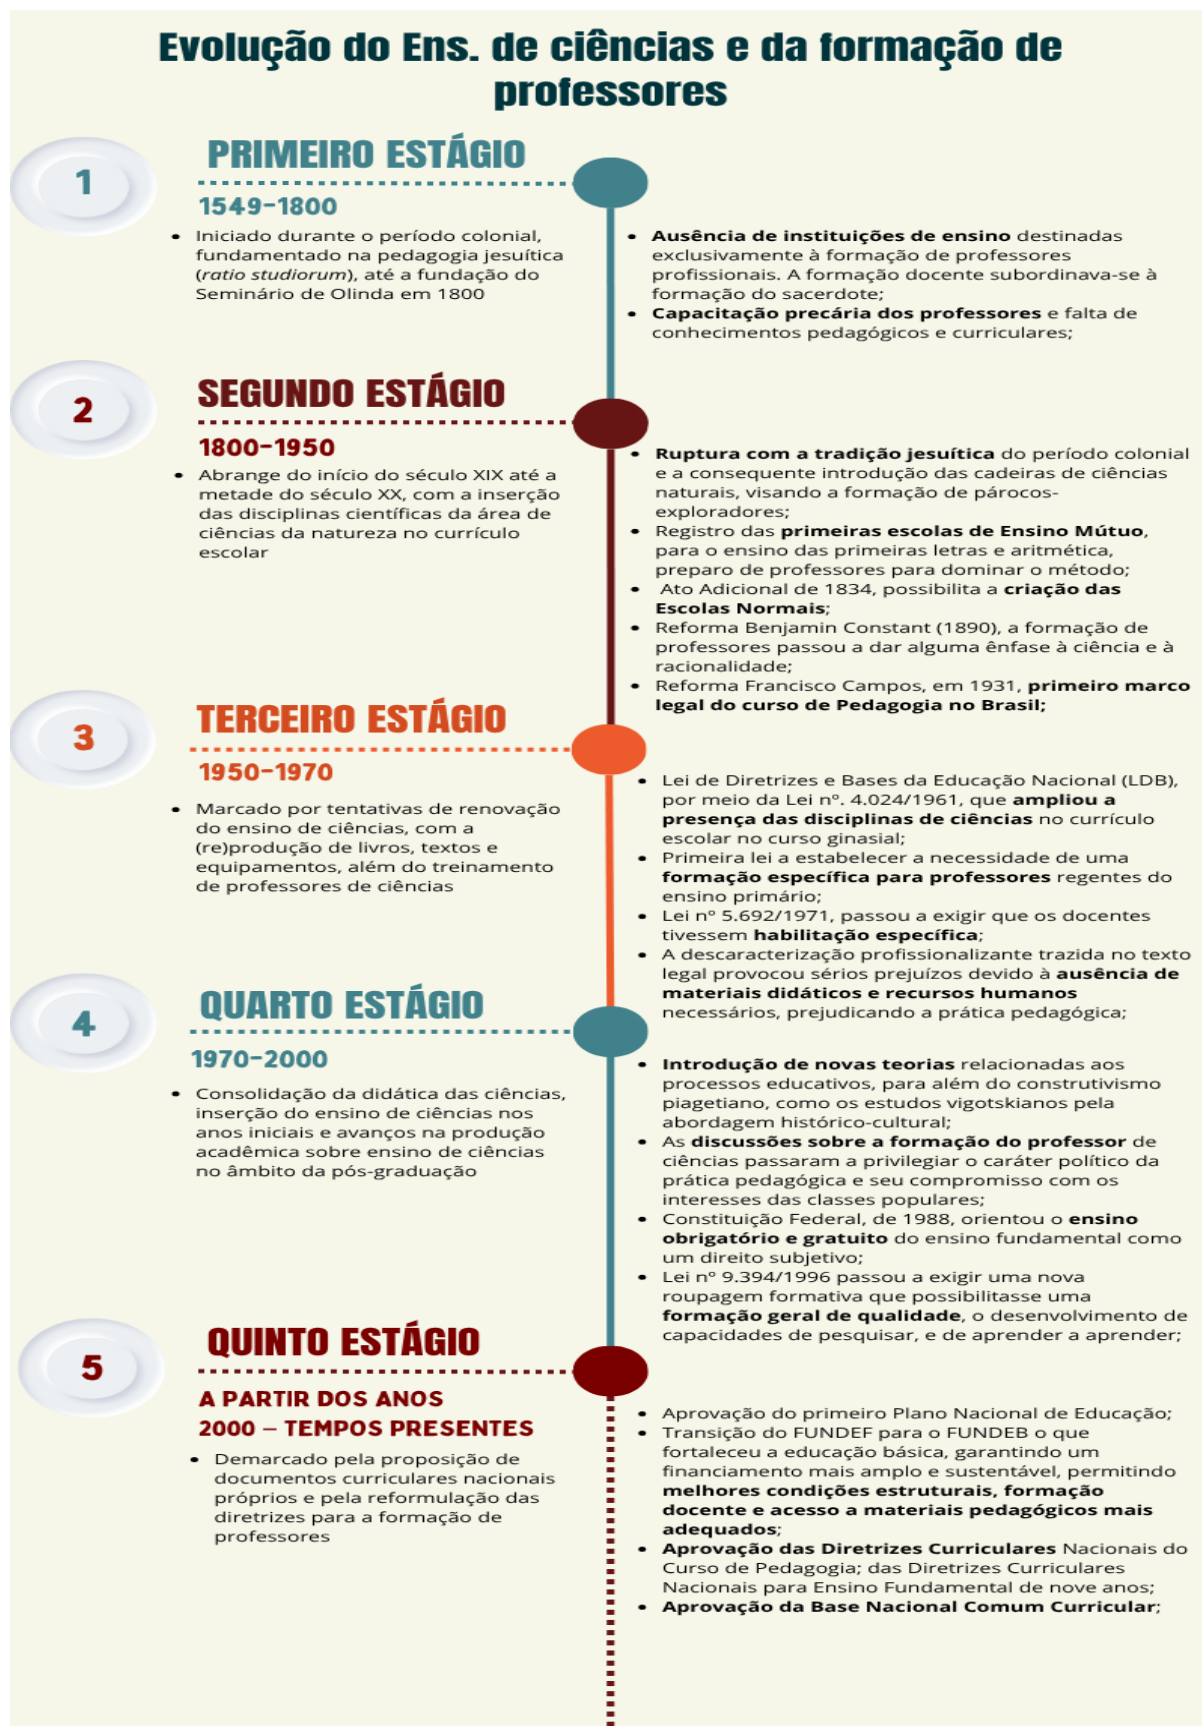 Evolução do Ens. de ciências e da formação de
professores
1
PRIMEIRO ESTÁGIO
1549-1800
• Iniciado durante o período colonial,
fundamentado na pedagogia jesuítica
(ratio studiorum), até a fundação do
Seminário de Olinda em 1800
• Ausência de instituições de ensino destinadas
exclusivamente à formação de professores
profissionais. A formação docente subordinava-se à
formação do sacerdote;
• Capacitação precária dos professores e falta de
conhecimentos pedagógicos e curriculares;
2
SEGUNDO ESTÁGIO
1800-1950
• Abrange do início do século XIX até a
metade do século XX, com a inserção
das disciplinas científicas da área de
ciências da natureza no currículo
escolar
• Ruptura com a tradição jesuítica do período colonial
e a consequente introdução das cadeiras de ciências
naturais, visando a formação de párocos-
exploradores;
• Registro das primeiras escolas de Ensino Mútuo,
para o ensino das primeiras letras e aritmética,
preparo de professores para dominar o método;
• Ato Adicional de 1834, possibilita a criação das
Escolas Normais;
• Reforma Benjamin Constant (1890), a formação de
professores passou a dar alguma ênfase à ciência e à
racionalidade;
• Reforma Francisco Campos, em 1931, primeiro marco
legal do curso de Pedagogia no Brasil;
3
TERCEIRO ESTÁGIO
1950-1970
• Marcado por tentativas de renovação
do ensino de ciências, com a
(re)produção de livros, textos e
equipamentos, além do treinamento
de professores de ciências
• Lei de Diretrizes e Bases da Educação Nacional (LDB),
por meio da Lei nº. 4.024/1961, que ampliou a
presença das disciplinas de ciências no currículo
escolar no curso ginasial;
• Primeira lei a estabelecer a necessidade de uma
formação específica para professores regentes do
ensino primário;
• Lei nº 5.692/1971, passou a exigir que os docentes
tivessem habilitação específica;
• A descaracterização profissionalizante trazida no texto
legal provocou sérios prejuízos devido à ausência de
materiais didáticos e recursos humanos
necessários, prejudicando a prática pedagógica;
4
QUARTO ESTÁGIO
1970-2000
• Consolidação da didática das ciências,
inserção do ensino de ciências nos
anos iniciais e avanços na produção
acadêmica sobre ensino de ciências
no âmbito da pós-graduação
• Introdução de novas teorias relacionadas aos
processos educativos, para além do construtivismo
piagetiano, como os estudos vigotskianos pela
abordagem histórico-cultural;
• As discussões sobre a formação do professor de
ciências passaram a privilegiar o caráter político da
prática pedagógica e seu compromisso com os
interesses das classes populares;
• Constituição Federal, de 1988, orientou o ensino
obrigatório e gratuito do ensino fundamental como
um direito subjetivo;
• Lei nº 9.394/1996 passou a exigir uma nova
roupagem formativa que possibilitasse uma
formação geral de qualidade, o desenvolvimento de
capacidades de pesquisar, e de aprender a aprender;
5
QUINTO ESTÁGIO
A PARTIR DOS ANOS
2000 – TEMPOS PRESENTES
• Demarcado pela proposição de
documentos curriculares nacionais
próprios e pela reformulação das
diretrizes para a formação de
professores
• Aprovação do primeiro Plano Nacional de Educação;
• Transição do FUNDEF para o FUNDEB o que
fortaleceu a educação básica, garantindo um
financiamento mais amplo e sustentável, permitindo
melhores condições estruturais, formação
docente e acesso a materiais pedagógicos mais
adequados;
• Aprovação das Diretrizes Curriculares Nacionais do
Curso de Pedagogia; das Diretrizes Curriculares
Nacionais para Ensino Fundamental de nove anos;
• Aprovação da Base Nacional Comum Curricular;